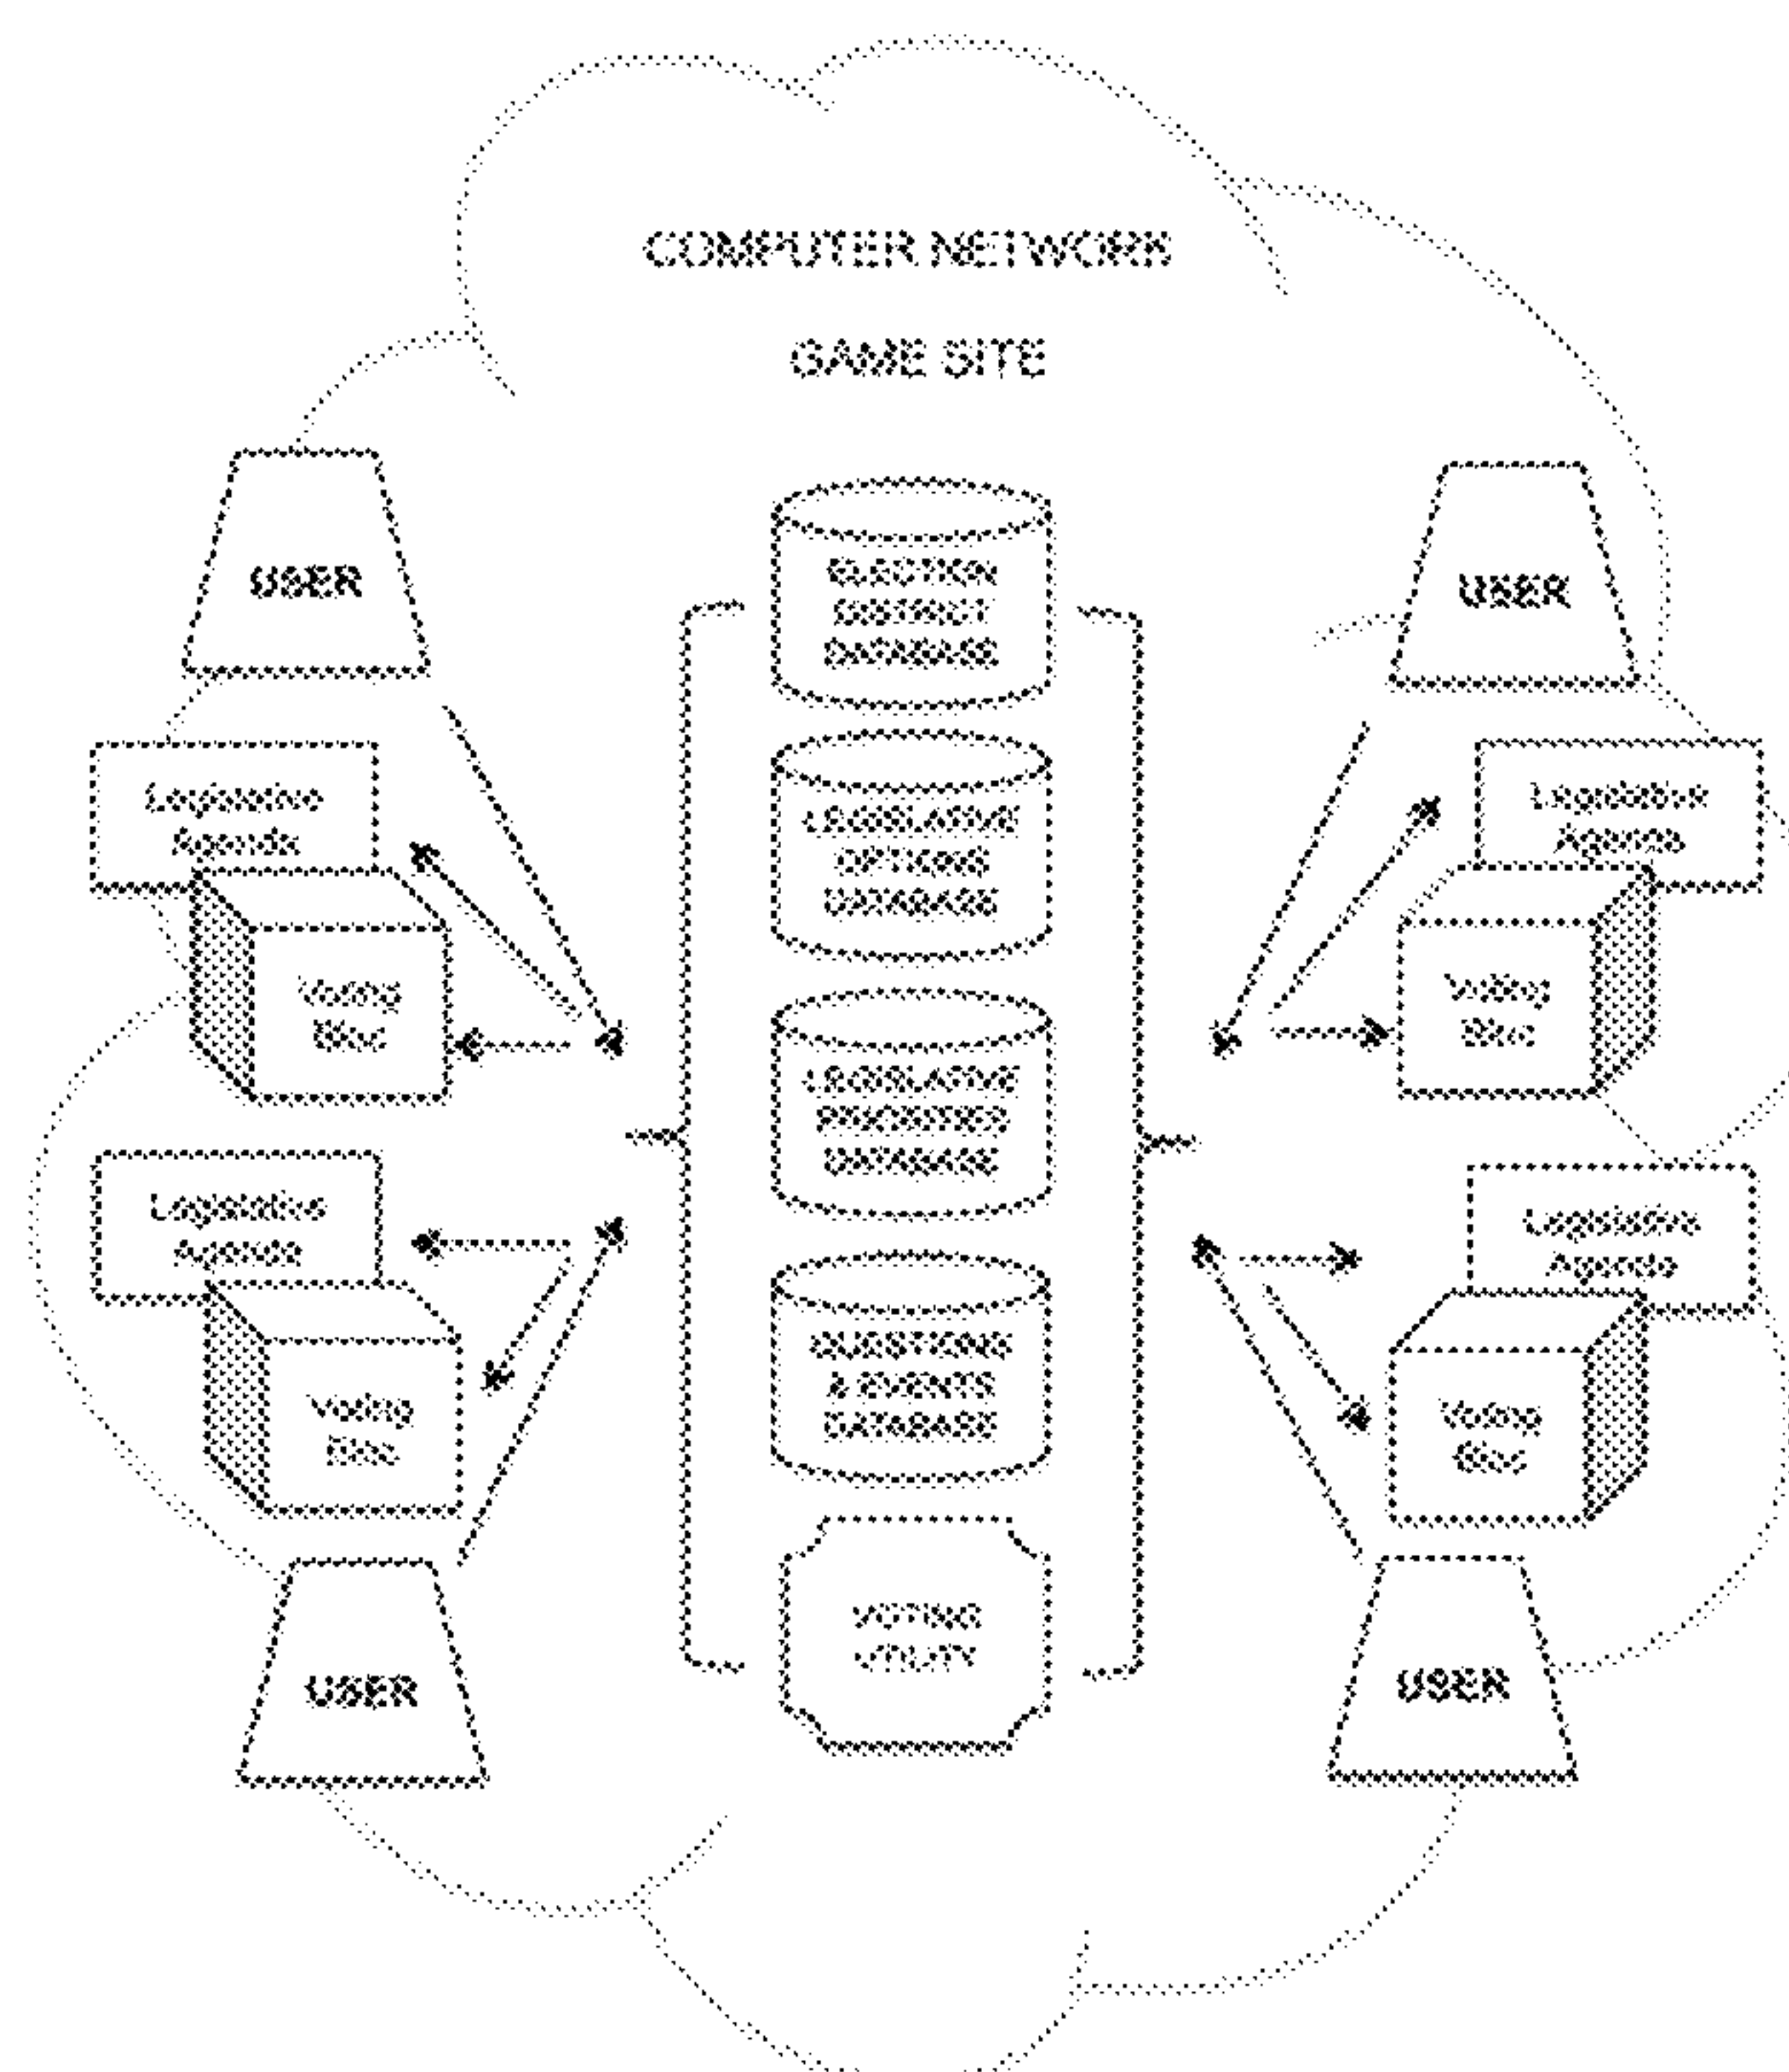 COMPUTER NETWORK
GAME SITE
USER
USER
ELECTION
DISTRICT
DATABASE
Legislative
Agenda
LEGISLATIVE
OPTIONS
DATABASE
Legislative
Agenda
Voting
Bloc
Voting
Bloc
LEGISLATIVE
PRIORITIES
DATABASE
Legislative
Agenda
Legislative
Agenda
QUESTIONS
& EVENTS
DATABASE
Voting
Bloc
Voting
Bloc
VOTING
UTILITY
USER
USER